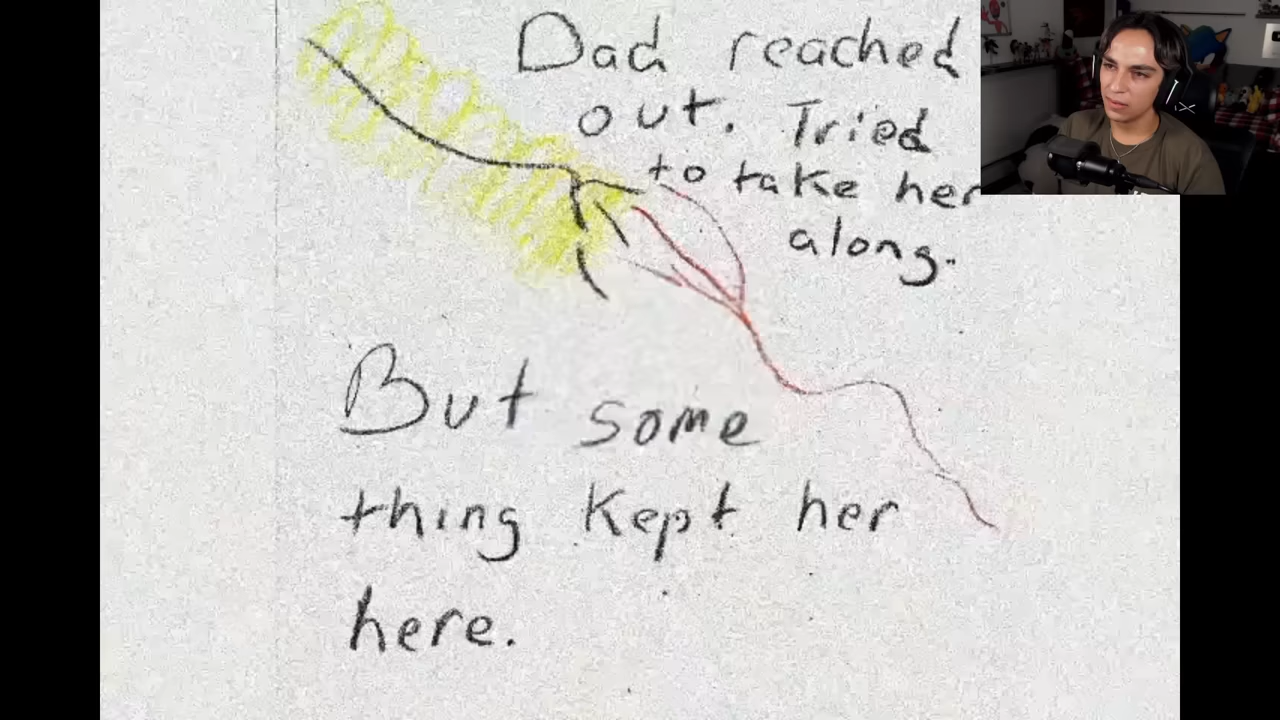 Dad reached
out. Tried
to take her
along.
But some
thing kept her
here.